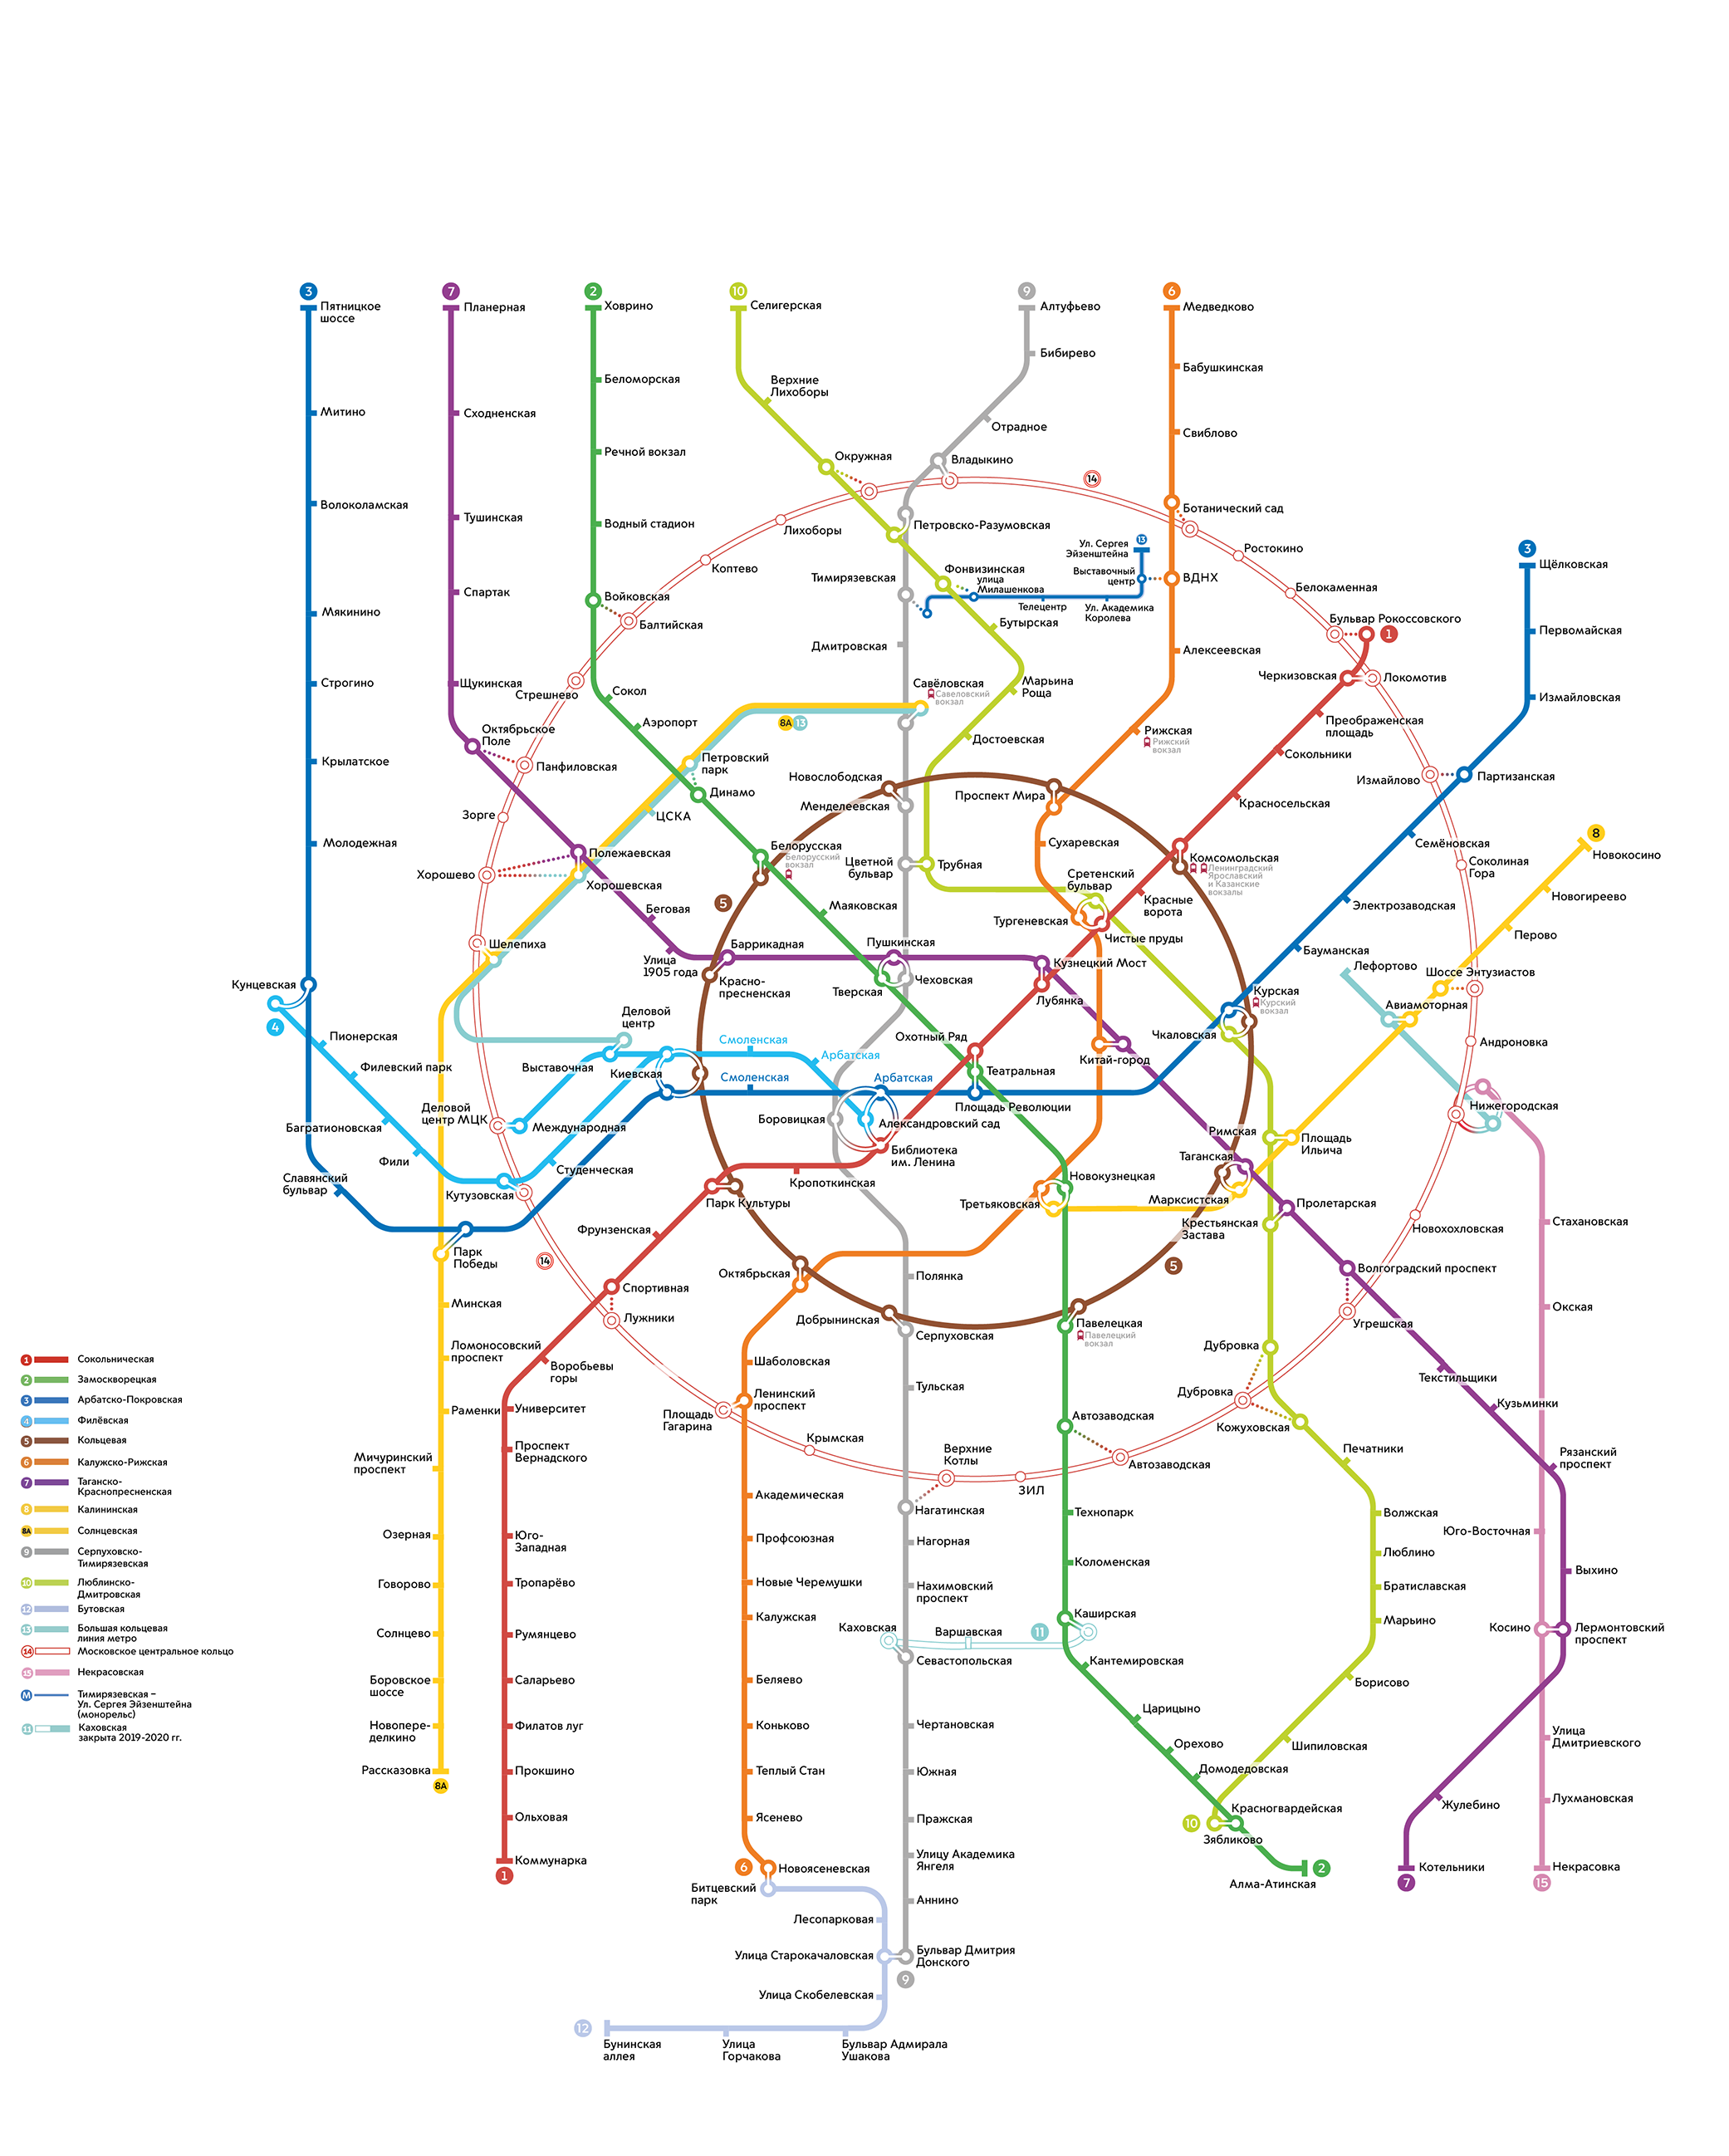 3
7
2
10
9
6
Пятницкое
шоссе
Планерная
Ховрино
Селигерская
Алтуфьево
Медведково
Бибирево
Бабушкинская
Беломорская
Верхние
Лихоборы
Митино
Сходненская
Отрадное
Свиблово
Речной вокзал
Окружная
Владыкино
14
Волоколамская
Тушинская
Водный стадион
Лихоборы
Петровско-Разумовская
Ботанический сад
Ул. Сергея
Эйзенштейна
13
Ростокино
3
Щёлковская
Коптево
Тимирязевская
Фонвизинская
улица
Милашенкова
Выставочный
центр
ВДНХ
Белокаменная
Спартак
Войковская
Телецентр
Ул. Академика
Королева
Мякинино
Балтийская
Бутырская
Бульвар Рокоссовского
1
Первомайская
Дмитровская
Алексеевская
Строгино
Щукинская
Стрешнево
Сокол
Савёловская
Савеловский
вокзал
Марьина
Роща
Черкизовская
Локомотив
Измайловская
Аэропорт
8А
13
Октябрьское
Поле
Достоевская
Рижская
Рижский
вокзал
Преображенская
площадь
Сокольники
Крылатское
Панфиловская
Петровский
парк
Динамо
Новослободская
Менделеевская
Проспект Мира
Измайлово
Партизанская
Красносельская
Зорге
ЦСКА
8
Молодежная
Полежаевская
Белорусская
Белорусский
вокзал
Сухаревская
Семёновская
Новокосино
Хорошево
Хорошевская
Цветной
бульвар
Трубная
Сретенский
бульвар
Комсомольская
Ленинградский
Ярославский
и Казанские
вокзалы
Соколиная
Гора
Новогиреево
5
Беговая
Маяковская
Тургеневская
Красные
ворота
Электрозаводская
Перово
Шелепиха
Улица
1905 года
Баррикадная
Пушкинская
Чистые пруды
Бауманская
Лефортово
Шоссе Энтузиастов
Кунцевская
4
Красно-
пресненская
Тверская
Чеховская
Кузнецкий Мост
Лубянка
Курская
Курский
вокзал
Авиамоторная
Деловой
центр
Пионерская
Охотный Ряд
Чкаловская
Китай-город
Андроновка
Филевский парк
Выставочная
Киевская
Смоленская
Арбатская
Смоленская
Арбатская
Театральная
Площадь Революции
Нижегородская
Деловой
центр МЦК
Международная
Боровицкая
Александровский сад
Багратионовская
Римская
Площадь
Ильича
Фили
Студенческая
Библиотека
им. Ленина
Таганская
Славянский
бульвар
Кутузовская
Кропоткинская
Парк Культуры
Новокузнецкая
Третьяковская
Марксистская
Пролетарская
Крестьянская
Застава
Стахановская
Новохохловская
Фрунзенская
Парк
Победы
14
Октябрьская
Полянка
5
Волгоградский проспект
Минская
Спортивная
Лужники
Добрынинская
Серпуховская
Павелецкая
Павелецкий
вокзал
Угрешская
Окская
Ломоносовский
проспект
Воробьевы
горы
Шаболовская
Дубровка
Текстильщики
Раменки
Университет
Площадь
Гагарина
Ленинский
проспект
Тульская
Дубровка
Автозаводская
Кожуховская
Кузьминки
Мичуринский
проспект
Проспект
Вернадского
Крымская
Верхние
Котлы
ЗИЛ
Автозаводская
Печатники
Рязанский
проспект
Академическая
Нагатинская
Технопарк
Волжская
Озерная
Юго-
Западная
Профсоюзная
Нагорная
Коломенская
Люблино
Юго-Восточная
Говорово
Тропарёво
Новые Черемушки
Нахимовский
проспект
Братиславская
Выхино
Солнцево
Румянцево
Калужская
Каховская
Варшавская
11
Каширская
Марьино
Косино
Лермонтовский
проспект
Севастопольская
Кантемировская
Боровское
шоссе
Саларьево
Беляево
Борисово
Новопере-
делкино
Филатов луг
Коньково
Чертановская
Царицыно
Орехово
Шипиловская
Улица
Дмитриевского
Рассказовка
8А
Прокшино
Теплый Стан
Южная
Домодедовская
Ольховая
Ясенево
Пражская
10
Красногвардейская
Зябликово
Жулебино
Лухмановская
Коммунарка
1
6
Новоясеневская
Улицу Академика
Янгеля
2
Алма-Атинская
Котельники
7
Некрасовка
15
Битцевский
парк
Аннино
Лесопарковая
Улица Старокачаловская
Бульвар Дмитрия
Донского
9
Улица Скобелевская
12
Бунинская
аллея
Улица
Горчакова
Бульвар Адмирала
Ушакова
1 Сокольническая
2 Замоскворецкая
3 Арбатско-Покровская
4 Филёвская
5 Кольцевая
6 Калужско-Рижская
7 Таганско-
Краснопресненская
8 Калининская
8А Солнцевская
9 Серпуховско-
Тимирязевская
10 Люблинско-
Дмитровская
12 Бутовская
13 Большая кольцевая
линия метро
14 Московское центральное кольцо
15 Некрасовская
М Тимирязевская –
Ул. Сергея Эйзенштейна
(монорельс)
11 Каховская
закрыта 2019-2020 гг.